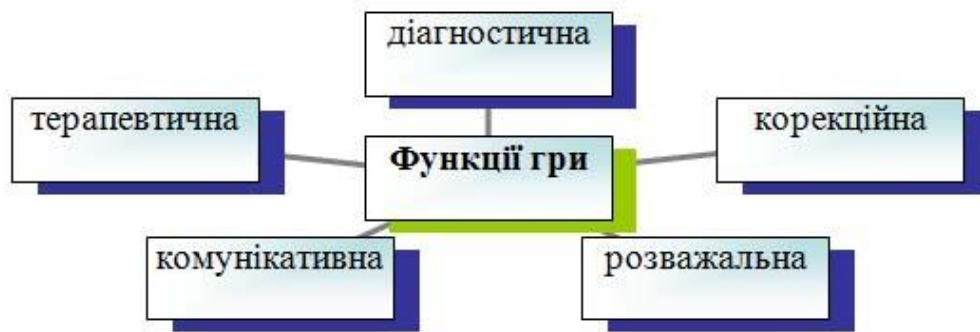 діагностична
терапевтична
корекційна
Функції гри
комунікативна
розважальна